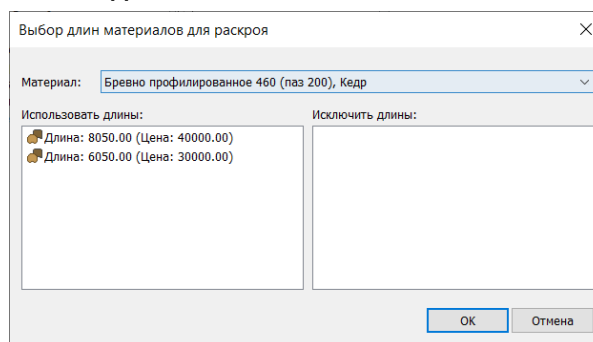 Выбор длин материалов для раскроя
Материал: Бревно профилированное 460 (паз 200), Кедр
Использовать длины: Исключить длины:
Длина: 8050.00 (Цена: 40000.00)
Длина: 6050.00 (Цена: 30000.00)
ОК Отмена